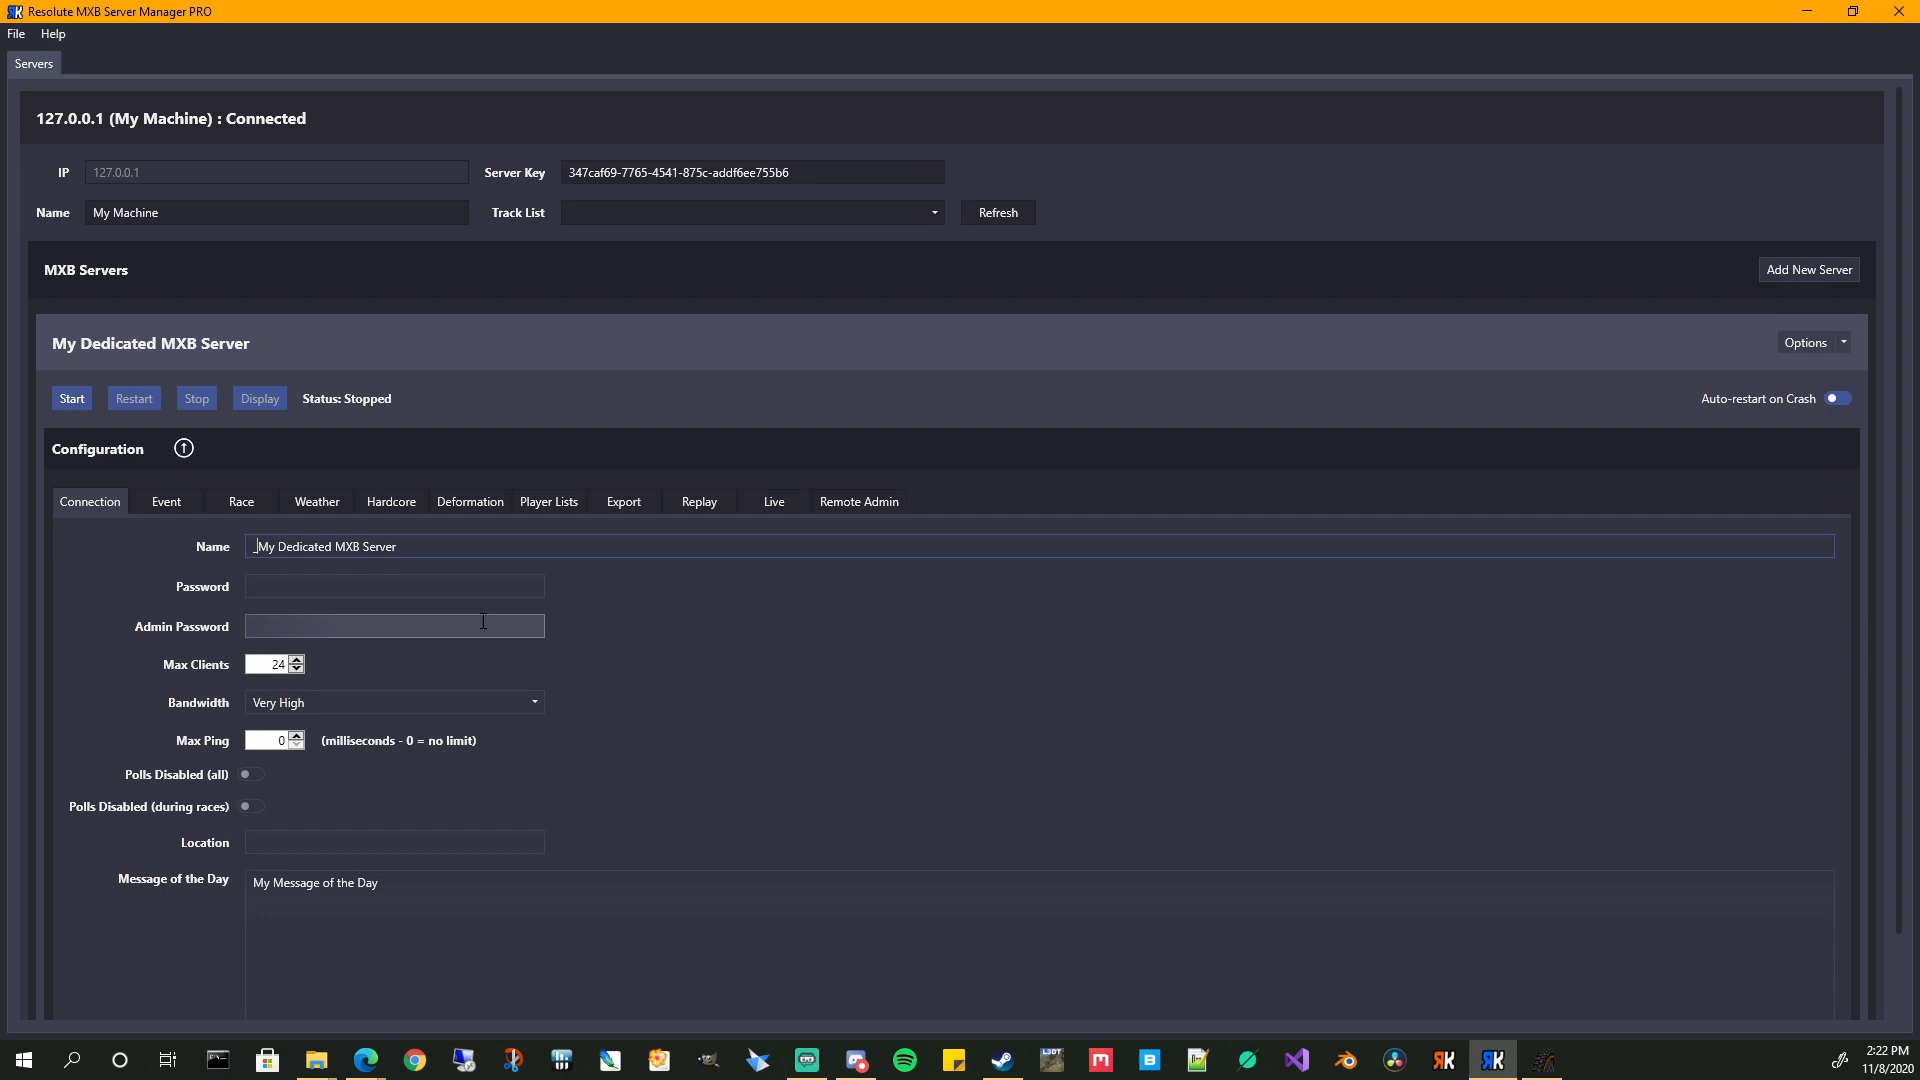 Resolute MXB Server Manager PRO
File Help
Servers
127.0.0.1 (My Machine) : Connected
IP 127.0.0.1 Server Key 347caf69-7765-4541-875c-addf6ee755b6
Name My Machine Track List Refresh
MXB Servers Add New Server
My Dedicated MXB Server Options
Start Restart Stop Display Status: Stopped Auto-restart on Crash
Configuration
Connection Event Race Weather Hardcore Deformation Player Lists Export Replay Live Remote Admin
Name _My Dedicated MXB Server
Password
Admin Password
Max Clients 24
Bandwidth Very High
Max Ping 0 (milliseconds - 0 = no limit)
Polls Disabled (all)
Polls Disabled (during races)
Location
Message of the Day My Message of the Day
L3DT
2:22 PM
11/8/2020